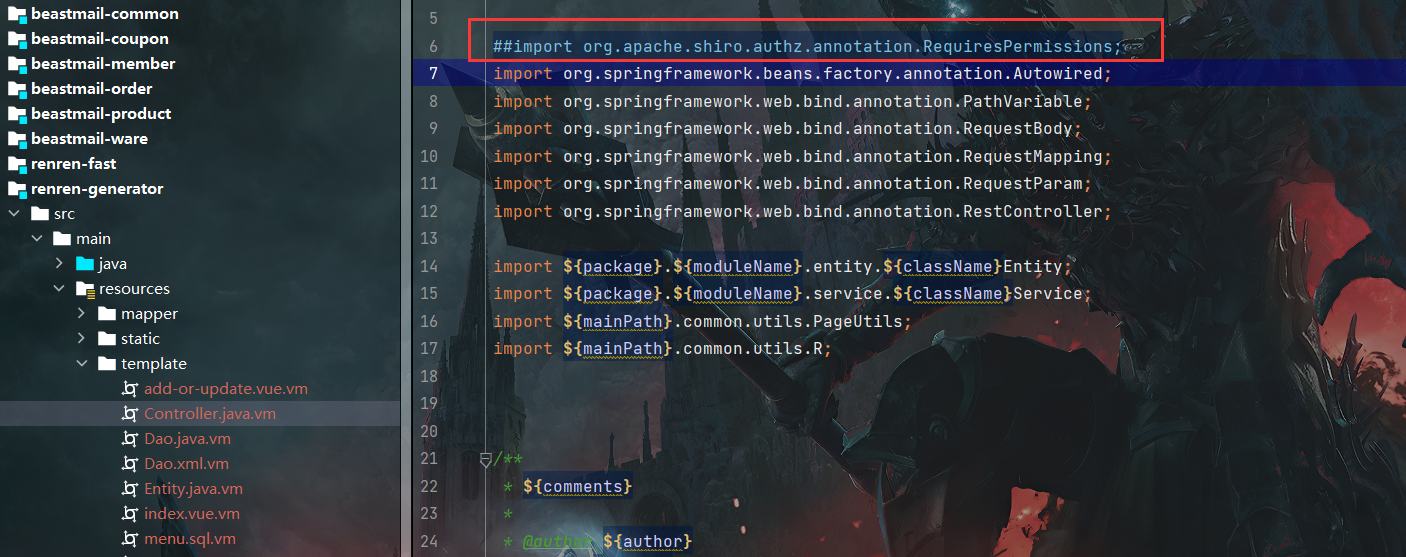 beastmail-common
beastmail-coupon
beastmail-member
beastmail-order
beastmail-product
beastmail-ware
renren-fast
renren-generator
src
main
java
resources
mapper
static
template
add-or-update.vue.vm
Controller.java.vm
Dao.java.vm
Dao.xml.vm
Entity.java.vm
index.vue.vm
menu.sql.vm
5
6 ##import org.apache.shiro.authz.annotation.RequiresPermissions;
7 import org.springframework.beans.factory.annotation.Autowired;
8 import org.springframework.web.bind.annotation.PathVariable;
9 import org.springframework.web.bind.annotation.RequestBody;
10 import org.springframework.web.bind.annotation.RequestMapping;
11 import org.springframework.web.bind.annotation.RequestParam;
12 import org.springframework.web.bind.annotation.RestController;
13
14 import ${package}.${moduleName}.entity.${className}Entity;
15 import ${package}.${moduleName}.service.${className}Service;
16 import ${mainPath}.common.utils.PageUtils;
17 import ${mainPath}.common.utils.R;
18
19
20
21 /**
22 * ${comments}
23 *
24 * @author ${author}